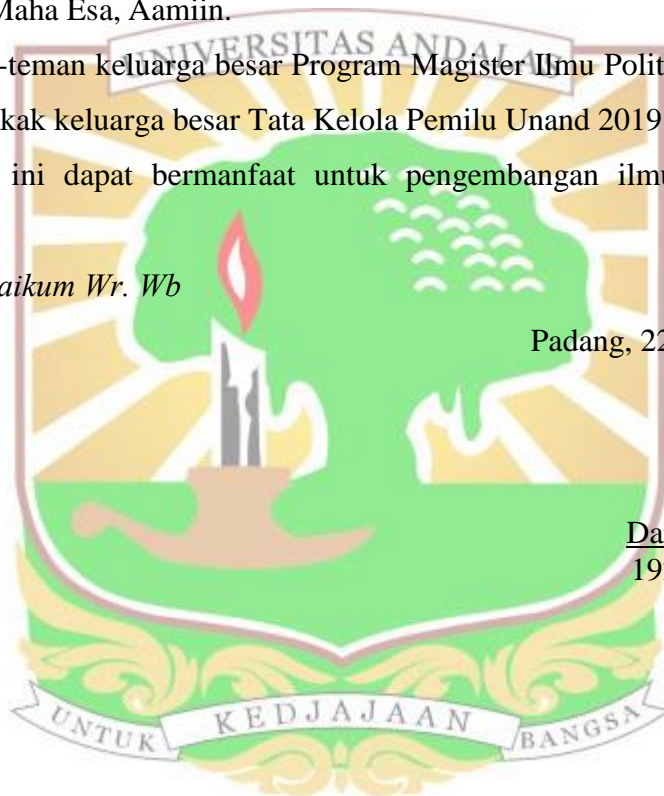 Maha Esa, Aamiin.
UNIVERSITAS ANDALAS
-teman keluarga besar Program Magister Ilmu Polit
kak keluarga besar Tata Kelola Pemilu Unand 2019
ini dapat bermanfaat untuk pengembangan ilmu
aikum Wr. Wb
Padang, 22
Da
19
UNTUK KEDJAJAAN BANGSA